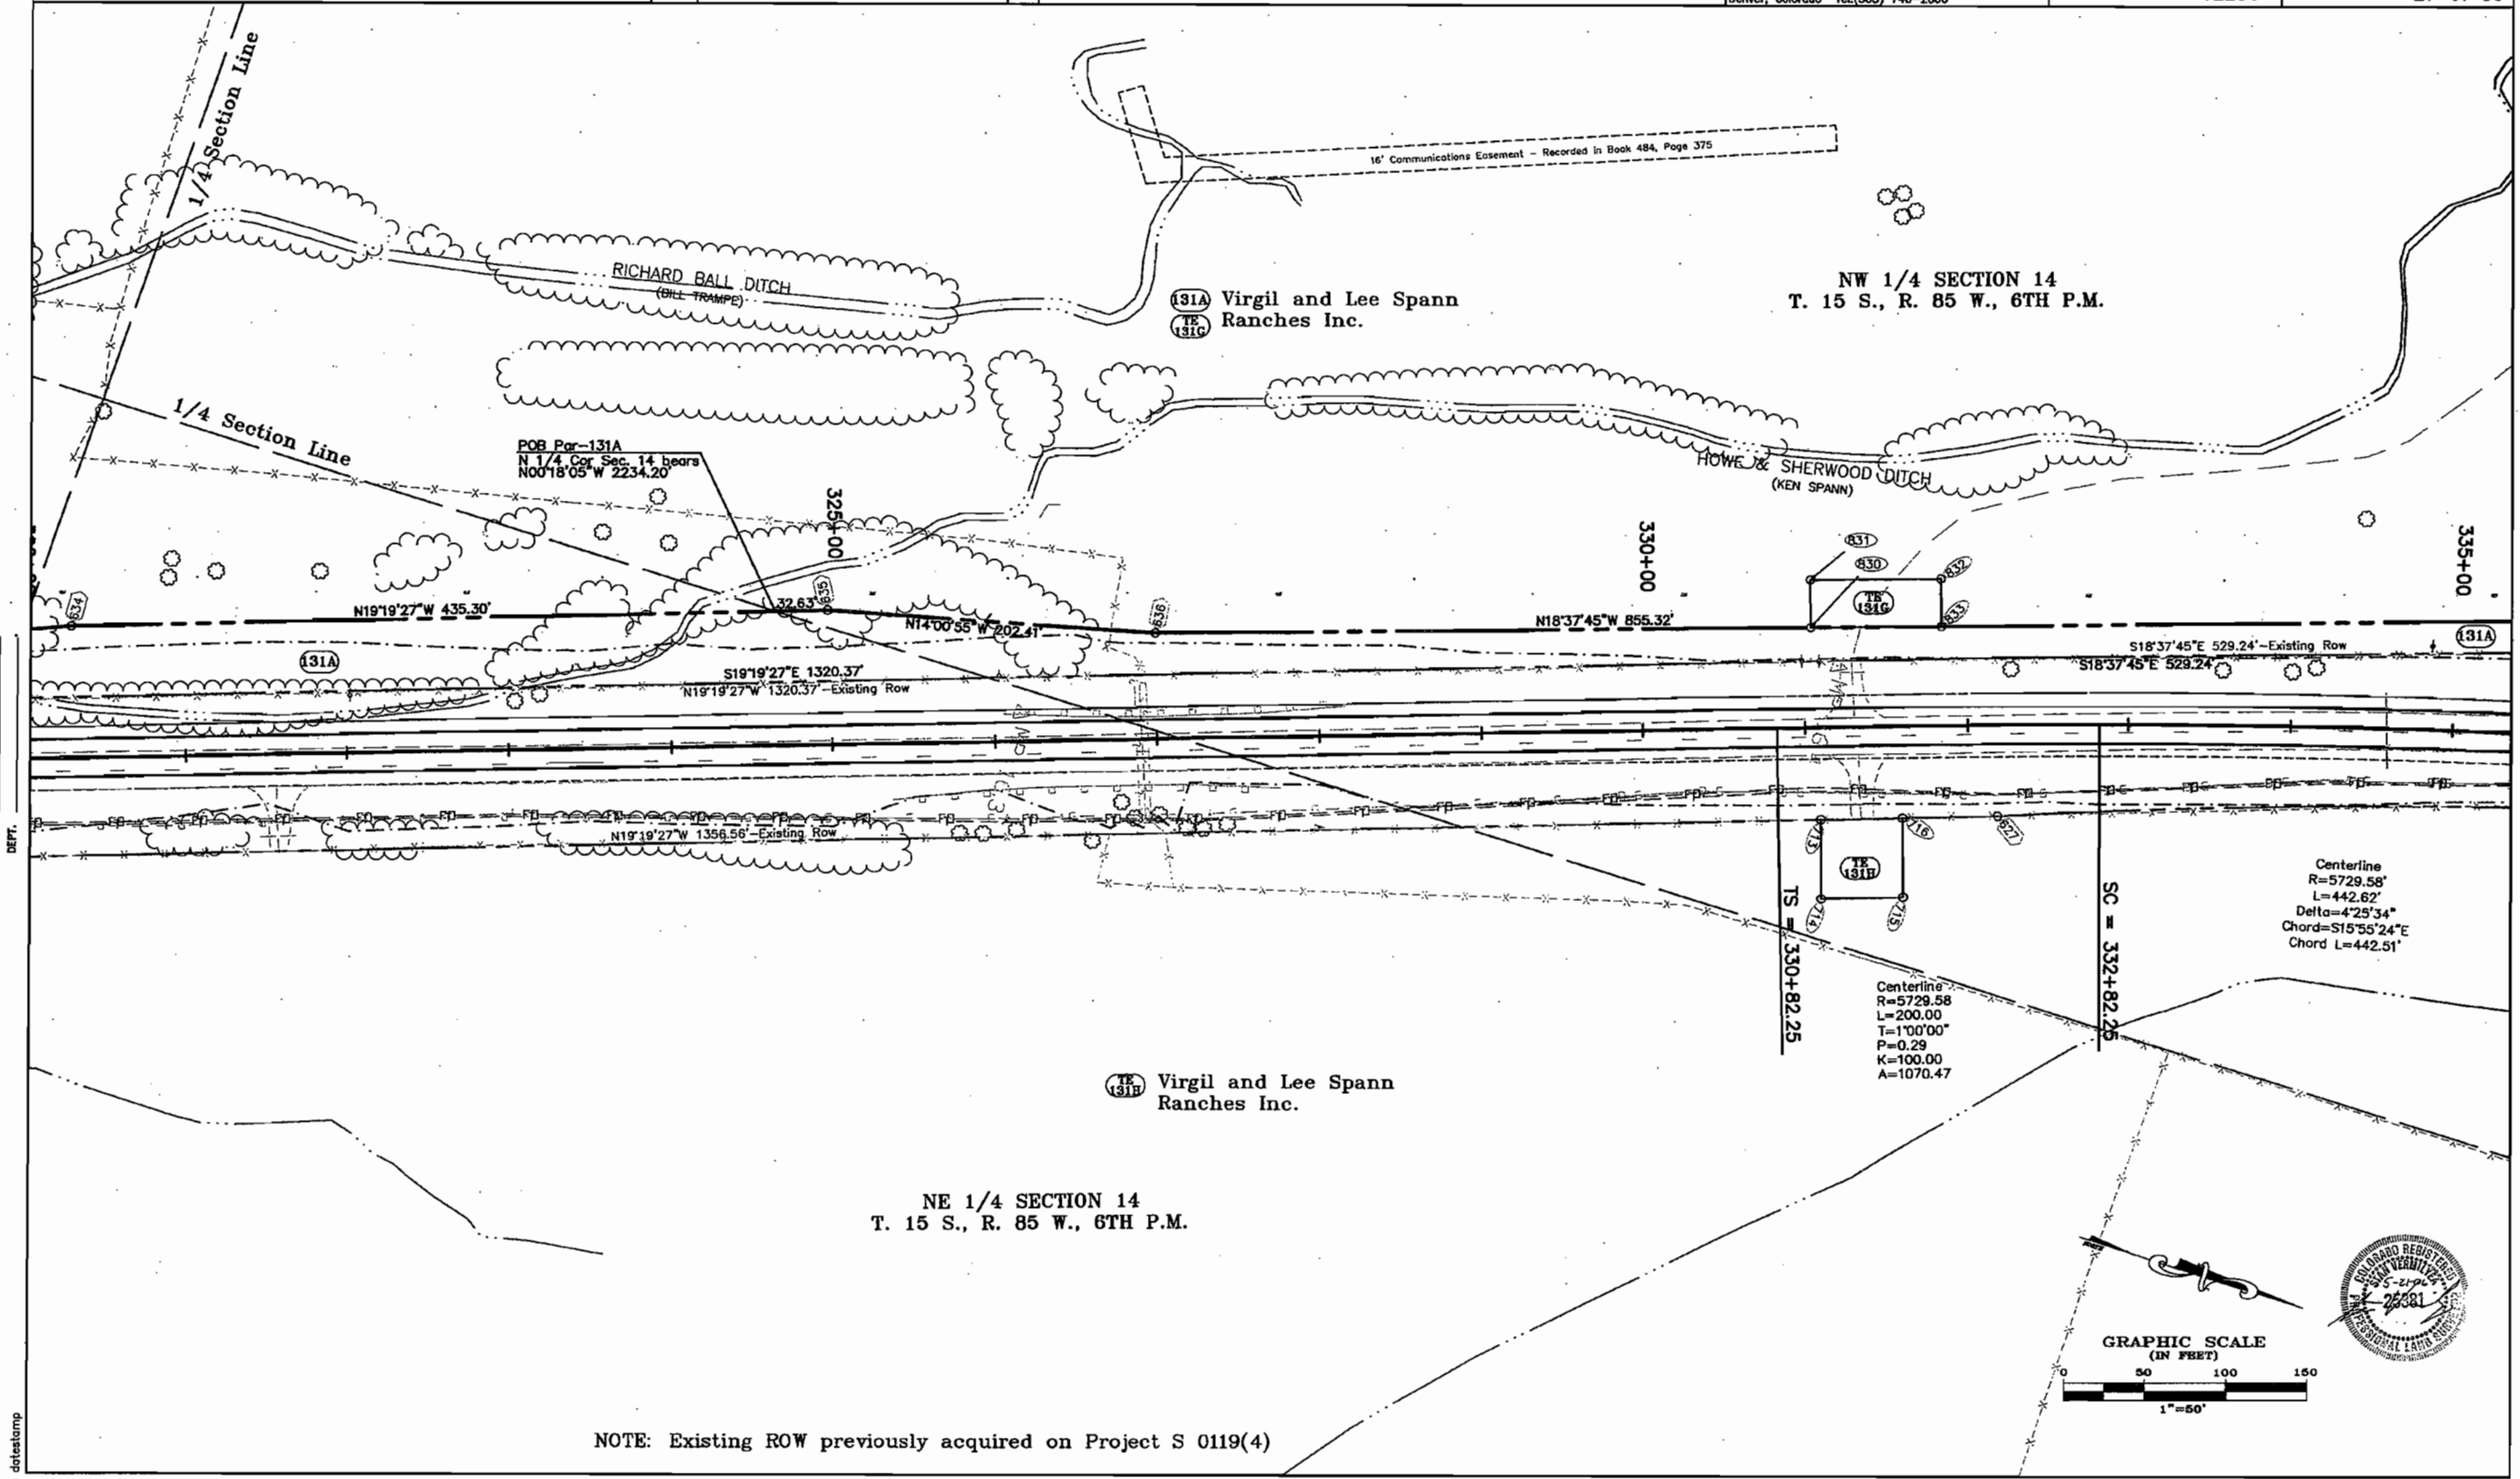 1/4 Section Line
16' Communications Easement - Recorded in Book 484, Page 375
RICHARD BALL DITCH
(BILL TRAMPE)
131A Virgil and Lee Spann
TE 131G Ranches Inc.
NW 1/4 SECTION 14
T. 15 S., R. 85 W., 6TH P.M.
1/4 Section Line
POB Par-131A
N 1/4 Cor Sec. 14 bears
N00°18'05"W 2234.20'
HOWE & SHERWOOD DITCH
(KEN SPANN)
325+00
330+00
335+00
831
830
832
833
TE
131G
634
N19°19'27"W 435.30'
32.63'
635
N14°00'55"W 202.41'
636
N18°37'45"W 855.32'
131A
131A
S18°37'45"E 529.24'-Existing Row
S18°37'45"E 529.24'
S19°19'27"E 1320.37'
N19°19'27"W 1320.37'-Existing Row
N19°19'27"W 1356.56'-Existing Row
713
716
627
TE
131H
714
715
TS = 330+82.25
SC = 332+82.25
Centerline
R=5729.58'
L=442.62'
Delta=4°25'34"
Chord=S15°55'24"E
Chord L=442.51'
Centerline
R=5729.58
L=200.00
T=1°00'00"
P=0.29
K=100.00
A=1070.47
TE 131H Virgil and Lee Spann
Ranches Inc.
NE 1/4 SECTION 14
T. 15 S., R. 85 W., 6TH P.M.
COLORADO REGISTERED
STAN VERMILYEA
5-21-06
25381
PROFESSIONAL LAND
GRAPHIC SCALE
(IN FEET)
0 50 100 150
1"=50'
NOTE: Existing ROW previously acquired on Project S 0119(4)
DEPT.
datestamp